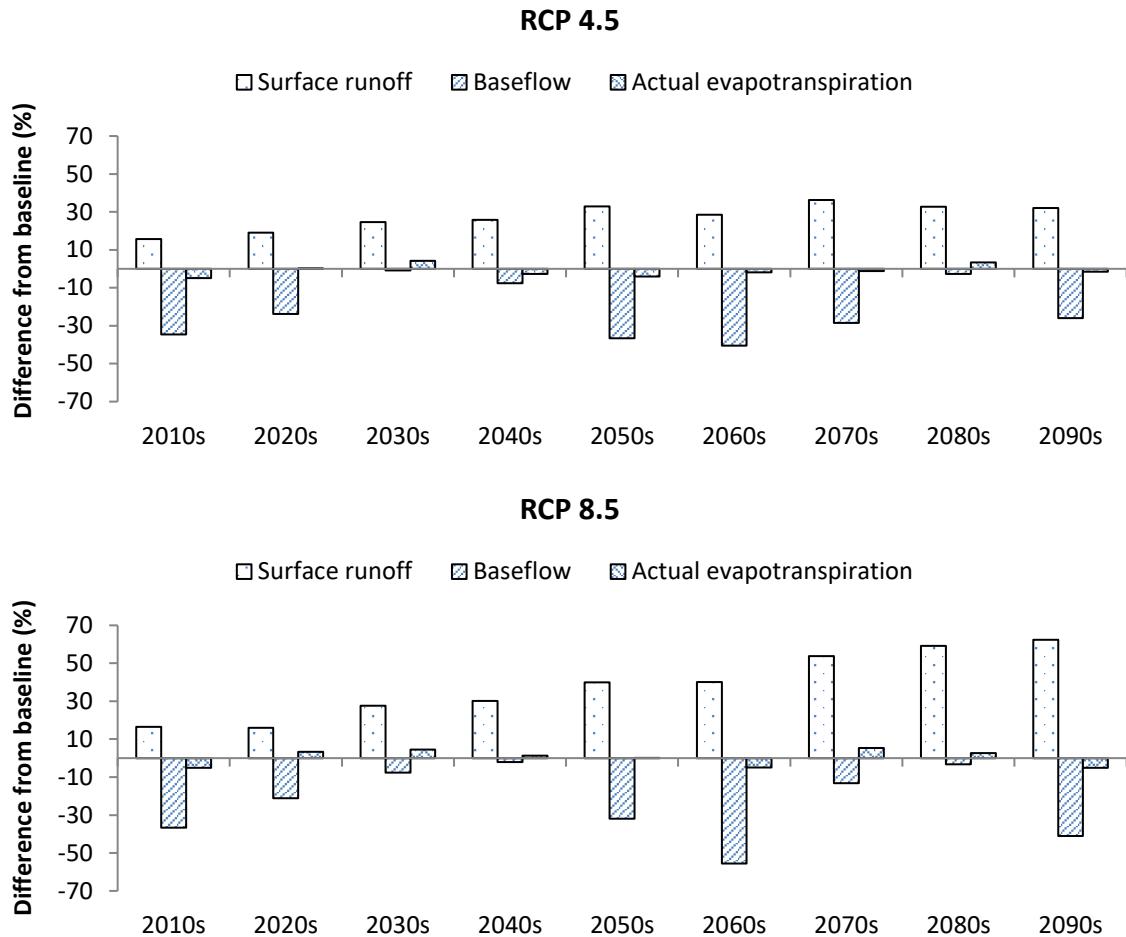 RCP 4.5
Surface runoff Baseflow Actual evapotranspiration
Difference from baseline (%)
70
50
30
10
-10
-30
-50
-70
2010s 2020s 2030s 2040s 2050s 2060s 2070s 2080s 2090s
RCP 8.5
Surface runoff Baseflow Actual evapotranspiration
Difference from baseline (%)
70
50
30
10
-10
-30
-50
-70
2010s 2020s 2030s 2040s 2050s 2060s 2070s 2080s 2090s